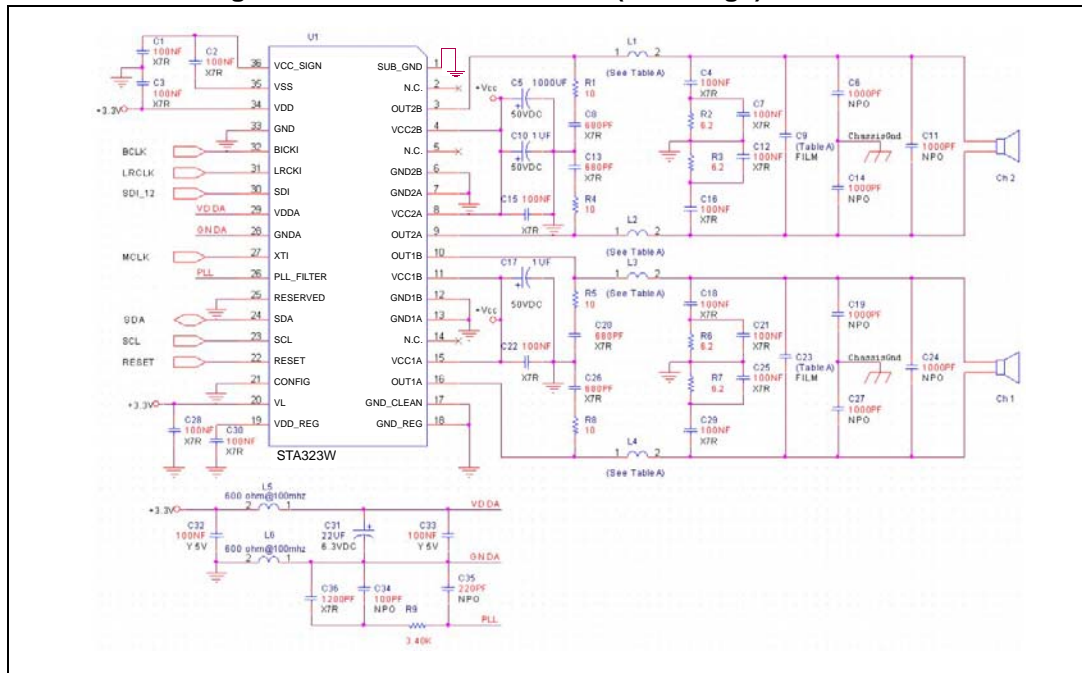 U1
C1
100NF
X7R
C2
100NF
X7R
C3
100NF
X7R
+3.3V
36 VCC_SIGN
35 VSS
34 VDD
33 GND
BCLK 32 BICKI
LRCLK 31 LRCKI
SDI_12 30 SDI
VDDA 29 VDDA
GNDA 28 GNDA
MCLK 27 XTI
PLL 26 PLL_FILTER
25 RESERVED
SDA 24 SDA
SCL 23 SCL
RESET 22 RESET
21 CONFIG
+3.3V 20 VL
19 VDD_REG
C28
100NF
X7R
C30
100NF
X7R
SUB_GND 1
N.C. 2
OUT2B 3
VCC2B 4
N.C. 5
GND2B 6
GND2A 7
VCC2A 8
OUT2A 9
OUT1B 10
VCC1B 11
GND1B 12
GND1A 13
N.C. 14
VCC1A 15
OUT1A 16
GND_CLEAN 17
GND_REG 18
STA323W
+Vcc
C5 1000UF
50VDC
C10 1UF
50VDC
C15 100NF
X7R
R1
10
C8
680PF
X7R
C13
680PF
X7R
R4
10
L1
1 2
(See Table A)
C4
100NF
X7R
R2
6.2
R3
6.2
C16
100NF
X7R
C7
100NF
X7R
C12
100NF
X7R
C9
(Table A)
FILM
C6
1000PF
NPO
ChassisGnd
C14
1000PF
NPO
C11
1000PF
NPO
Ch 2
L2
1 2
(See Table A)
C17 1UF
50VDC
+Vcc
C22 100NF
X7R
L3
1 2
(See Table A)
R5
10
C20
680PF
X7R
C26
680PF
X7R
R8
10
C18
100NF
X7R
R6
6.2
R7
6.2
C29
100NF
X7R
C21
100NF
X7R
C25
100NF
X7R
C23
(Table A)
FILM
C19
1000PF
NPO
ChassisGnd
C27
1000PF
NPO
C24
1000PF
NPO
Ch 1
L4
1 2
(See Table A)
L5
600 ohm@100mhz
2 1
+3.3V
VDDA
C32
100NF
Y5V
C31
22UF
6.3VDC
C33
100NF
Y5V
L6
600 ohm@100mhz
2 1
GNDA
C36
1200PF
X7R
C34
100PF
NPO
C35
220PF
NPO
R9
3.40K
PLL